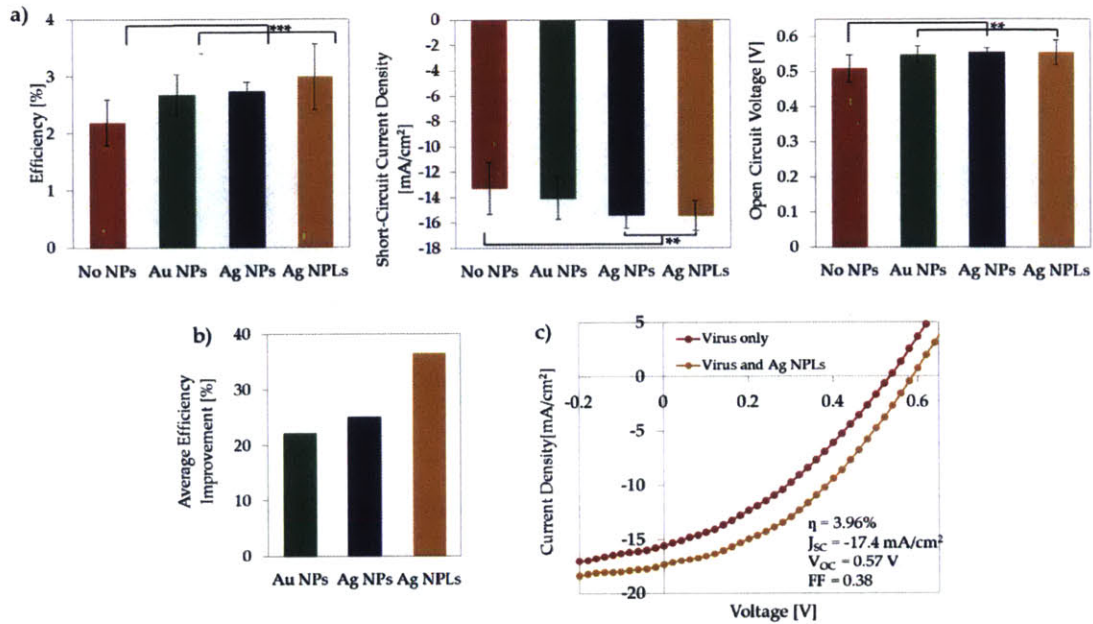 a)
Efficiency [%]
4
3
2
1
0
***
No NPs Au NPs Ag NPs Ag NPLs
Short-Circuit Current Density
[mA/cm²]
0
-2
-4
-6
-8
-10
-12
-14
-16
-18
**
No NPs Au NPs Ag NPs Ag NPLs
Open Circuit Voltage [V]
0.6
0.5
0.4
0.3
0.2
0.1
0
**
No NPs Au NPs Ag NPs Ag NPLs
b)
Average Efficiency
Improvement [%]
40
30
20
10
0
Au NPs Ag NPs Ag NPLs
c)
Virus only
Virus and Ag NPLs
Current Density[mA/cm²]
5
0
-5
-10
-15
-20
-0.2 0 0.2 0.4 0.6
η = 3.96%
JSC = -17.4 mA/cm²
VOC = 0.57 V
FF = 0.38
Voltage [V]